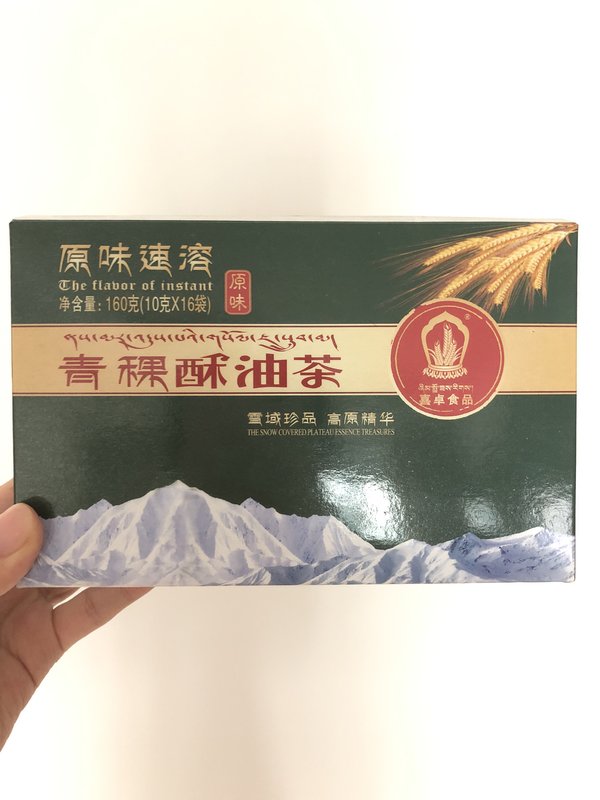 原味速溶
The flavor of instant
净含量：160克(10克X16袋)
原味
青稞酥油茶
®
喜卓食品
雪域珍品 高原精华
THE SNOW COVERED PLATEAU ESSENCE TREASURES